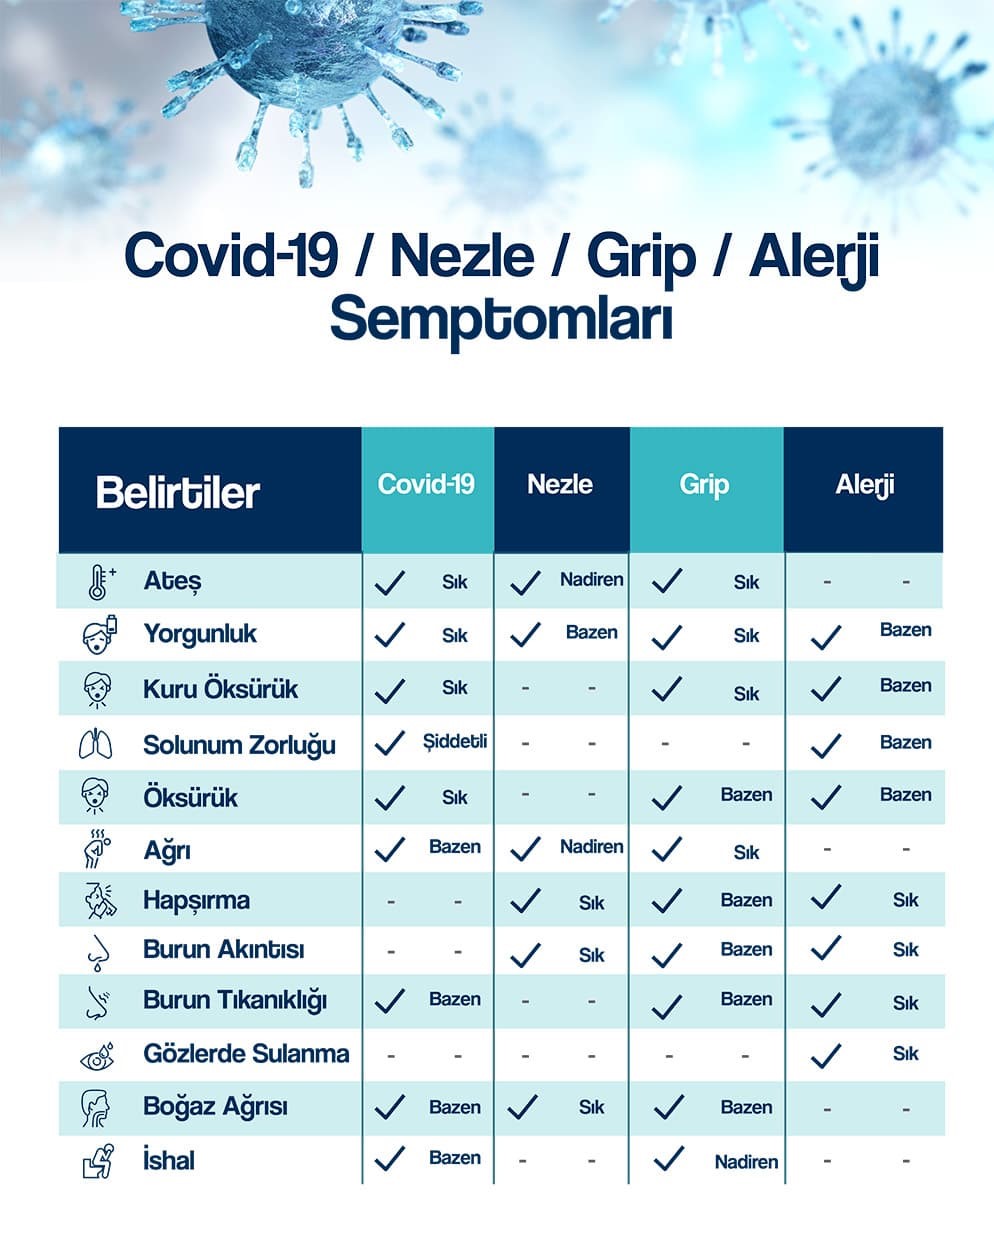 Covid-19 / Nezle / Grip / Alerji
Semptomları
Belirtiler Covid-19 Nezle Grip Alerji
Ateş ✓ Sık ✓ Nadiren ✓ Sık - -
Yorgunluk ✓ Sık ✓ Bazen ✓ Sık ✓ Bazen
Kuru Öksürük ✓ Sık - - ✓ Sık ✓ Bazen
Solunum Zorluğu ✓ Şiddetli - - - - ✓ Bazen
Öksürük ✓ Sık - - ✓ Bazen ✓ Bazen
Ağrı ✓ Bazen ✓ Nadiren ✓ Sık - -
Hapşırma - - ✓ Sık ✓ Bazen ✓ Sık
Burun Akıntısı - - ✓ Sık ✓ Bazen ✓ Sık
Burun Tıkanıklığı ✓ Bazen - - ✓ Bazen ✓ Sık
Gözlerde Sulanma - - - - - - ✓ Sık
Boğaz Ağrısı ✓ Bazen ✓ Sık ✓ Bazen - -
İshal ✓ Bazen - - ✓ Nadiren - -